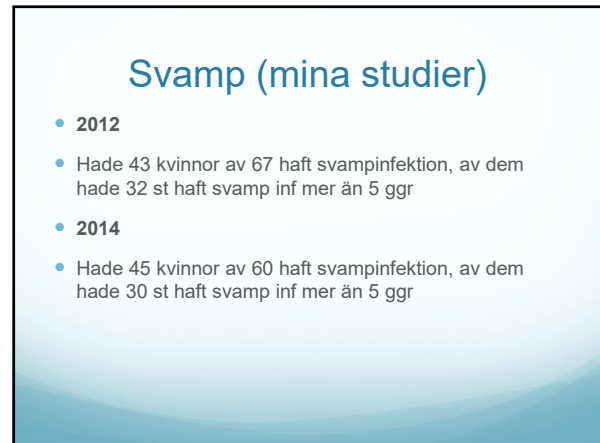 Svamp (mina studier)
• 2012
• Hade 43 kvinnor av 67 haft svampinfektion, av dem
hade 32 st haft svamp inf mer än 5 ggr
• 2014
• Hade 45 kvinnor av 60 haft svampinfektion, av dem
hade 30 st haft svamp inf mer än 5 ggr